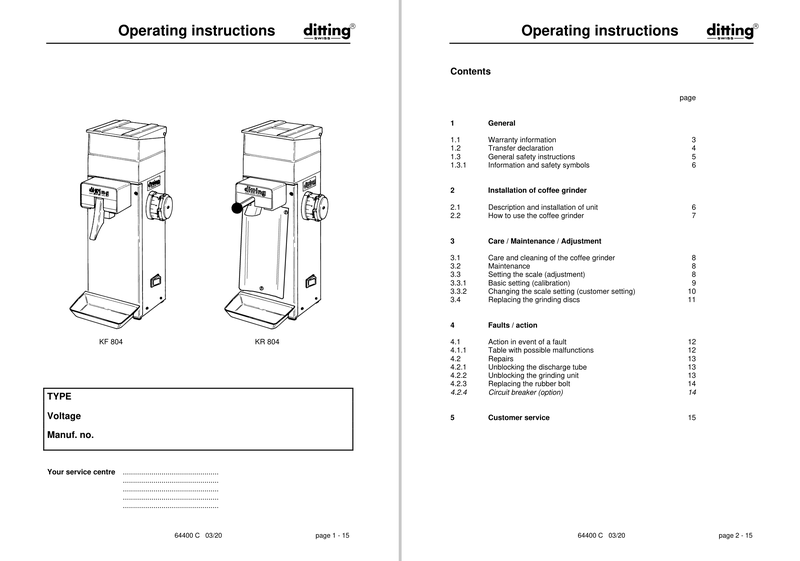 Operating instructions
ditting®
SWISS
ditting
ditting
KF 804
KR 804
TYPE
Voltage
Manuf. no.
Your service centre ................................................
................................................
................................................
................................................
................................................
64400 C 03/20 page 1 - 15
Operating instructions
ditting®
SWISS
Contents
page
1 General
1.1 Warranty information 3
1.2 Transfer declaration 4
1.3 General safety instructions 5
1.3.1 Information and safety symbols 6
2 Installation of coffee grinder
2.1 Description and installation of unit 6
2.2 How to use the coffee grinder 7
3 Care / Maintenance / Adjustment
3.1 Care and cleaning of the coffee grinder 8
3.2 Maintenance 8
3.3 Setting the scale (adjustment) 8
3.3.1 Basic setting (calibration) 9
3.3.2 Changing the scale setting (customer setting) 10
3.4 Replacing the grinding discs 11
4 Faults / action
4.1 Action in event of a fault 12
4.1.1 Table with possible malfunctions 12
4.2 Repairs 13
4.2.1 Unblocking the discharge tube 13
4.2.2 Unblocking the grinding unit 13
4.2.3 Replacing the rubber bolt 14
4.2.4 Circuit breaker (option) 14
5 Customer service 15
64400 C 03/20 page 2 - 15